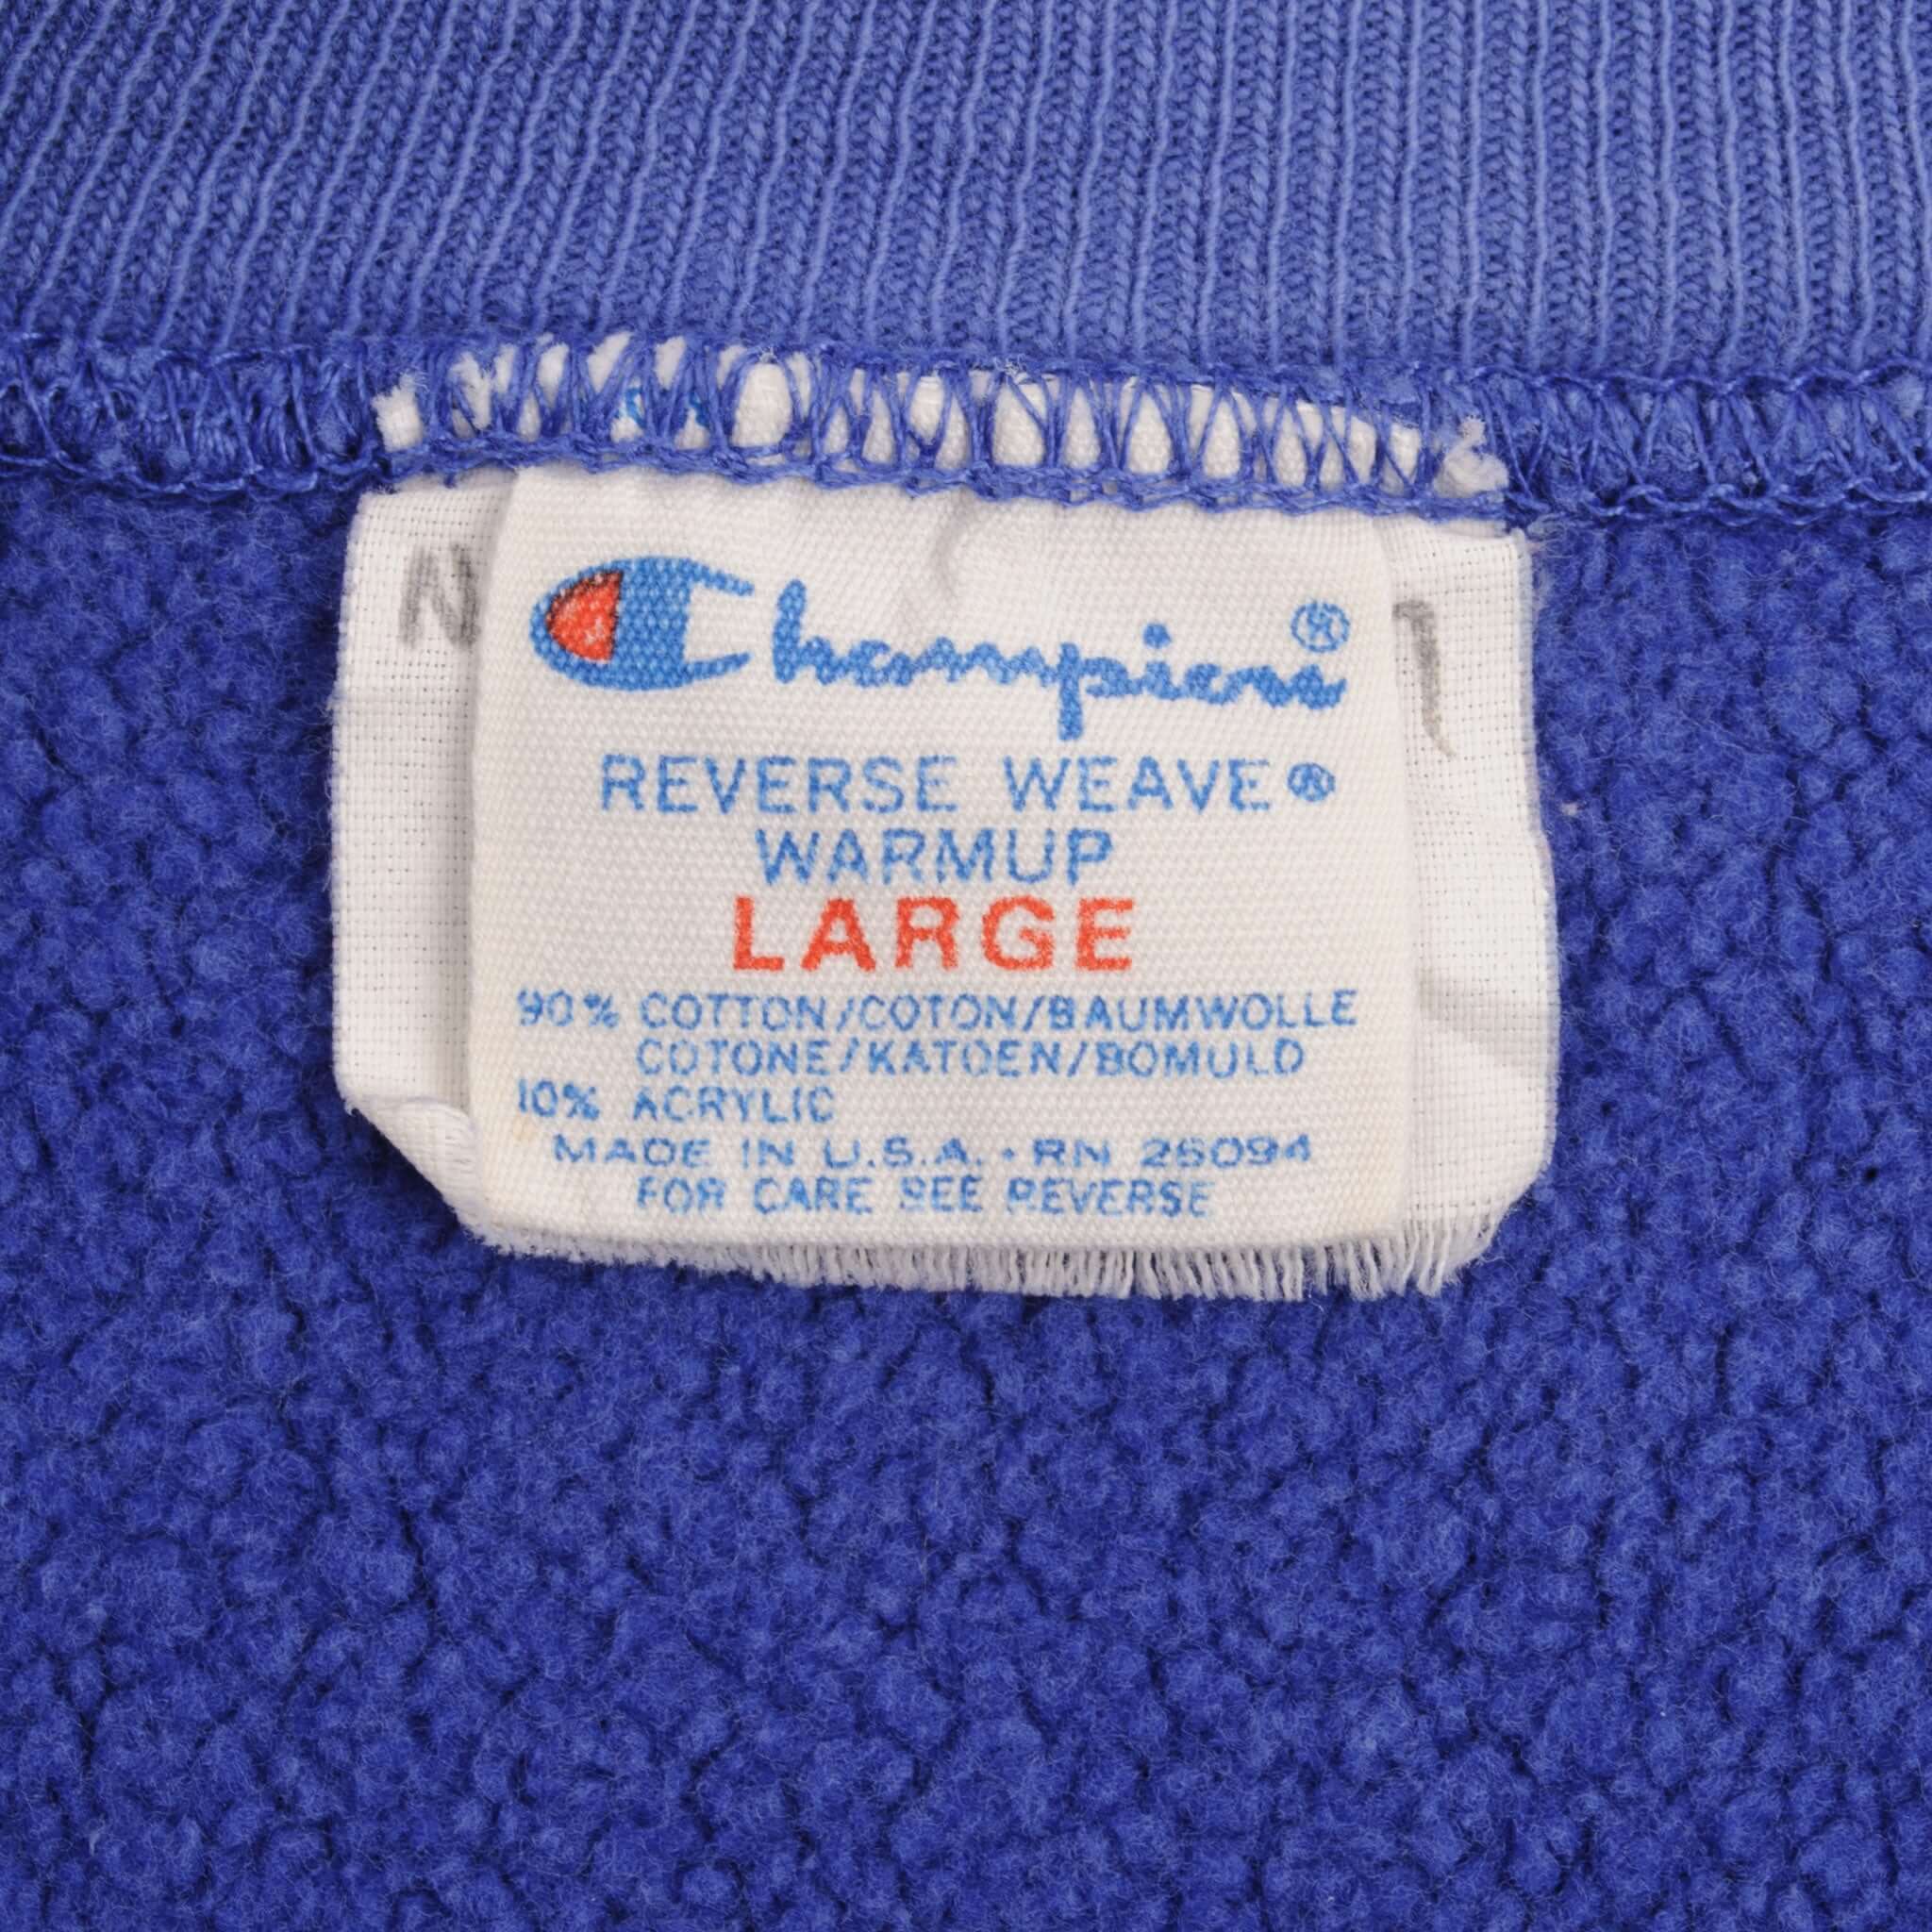 N
Champion®
REVERSE WEAVE®
WARMUP
LARGE
90% COTTON/COTON/BAUMWOLLE
COTONE/KATOEN/BOMULD
10% ACRYLIC
MADE IN U.S.A. • RN 26094
FOR CARE SEE REVERSE